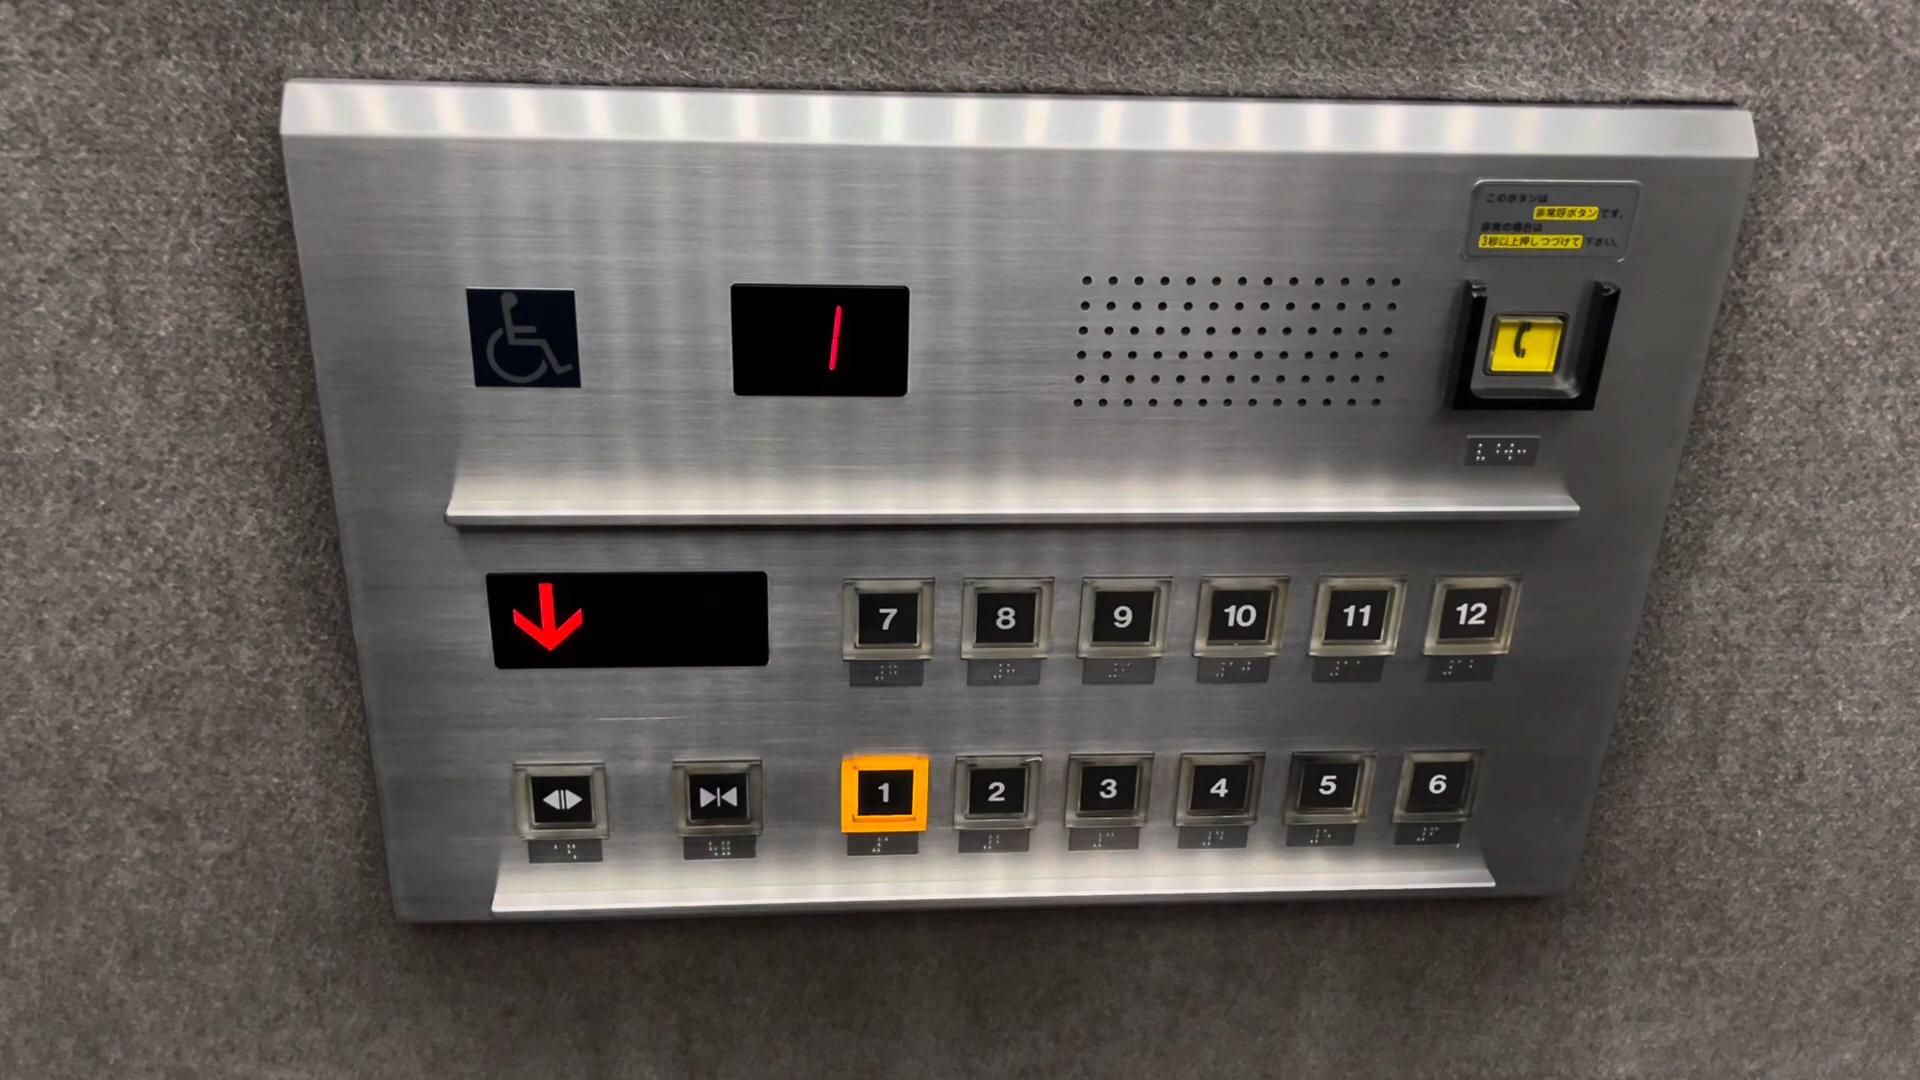 このボタンは
非常呼ボタンです。
非常の場合は
3秒以上押しつづけて下さい。
1
7 8 9 10 11 12
1 2 3 4 5 6